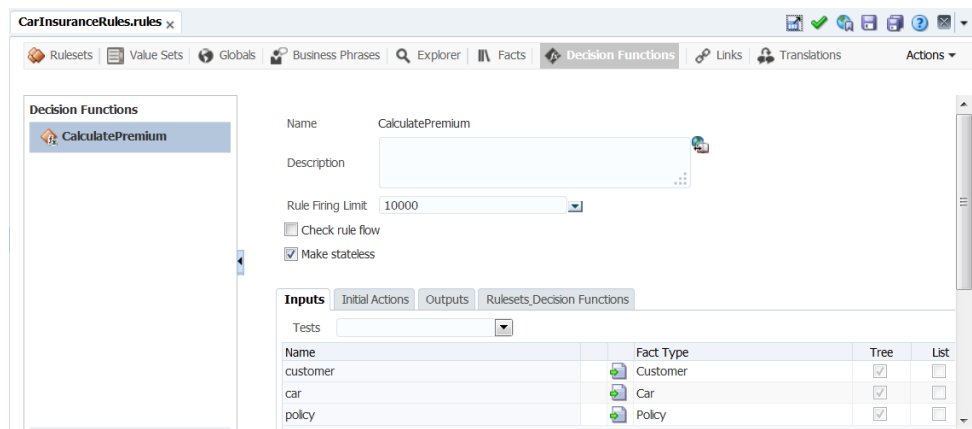 CarInsuranceRules.rules
Rulesets Value Sets Globals Business Phrases Explorer Facts Decision Functions Links Translations Actions
Decision Functions
CalculatePremium
Name CalculatePremium
Description
Rule Firing Limit 10000
Check rule flow
Make stateless
Inputs Initial Actions Outputs Rulesets_Decision Functions
Tests
Name Fact Type Tree List
customer Customer
car Car
policy Policy